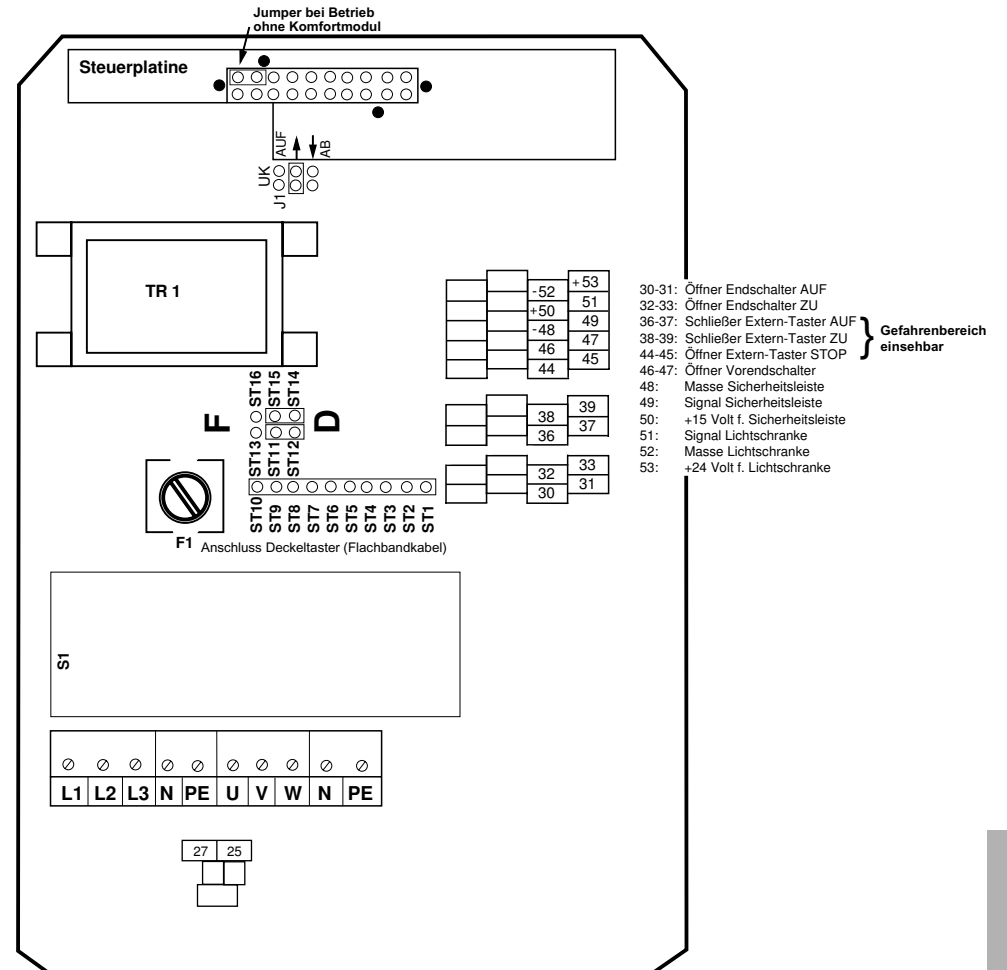 Jumper bei Betrieb
ohne Komfortmodul
Steuerplatine
AUF
AB
UK
J1
TR 1
+53
-52
51
+50
49
-48
47
46
45
44
39
38
37
36
33
32
31
30
30-31: Öffner Endschalter AUF
32-33: Öffner Endschalter ZU
36-37: Schließer Extern-Taster AUF
38-39: Schließer Extern-Taster ZU
44-45: Öffner Extern-Taster STOP
46-47: Öffner Vorendschalter
48: Masse Sicherheitsleiste
49: Signal Sicherheitsleiste
50: +15 Volt f. Sicherheitsleiste
51: Signal Lichtschranke
52: Masse Lichtschranke
53: +24 Volt f. Lichtschranke
} Gefahrenbereich
einsehbar
ST16 ST15 ST14
F D
ST13 ST11 ST12
ST10 ST9 ST8 ST7 ST6 ST5 ST4 ST3 ST2 ST1
F1
Anschluss Deckeltaster (Flachbandkabel)
S1
L1 L2 L3 N PE U V W N PE
27 25